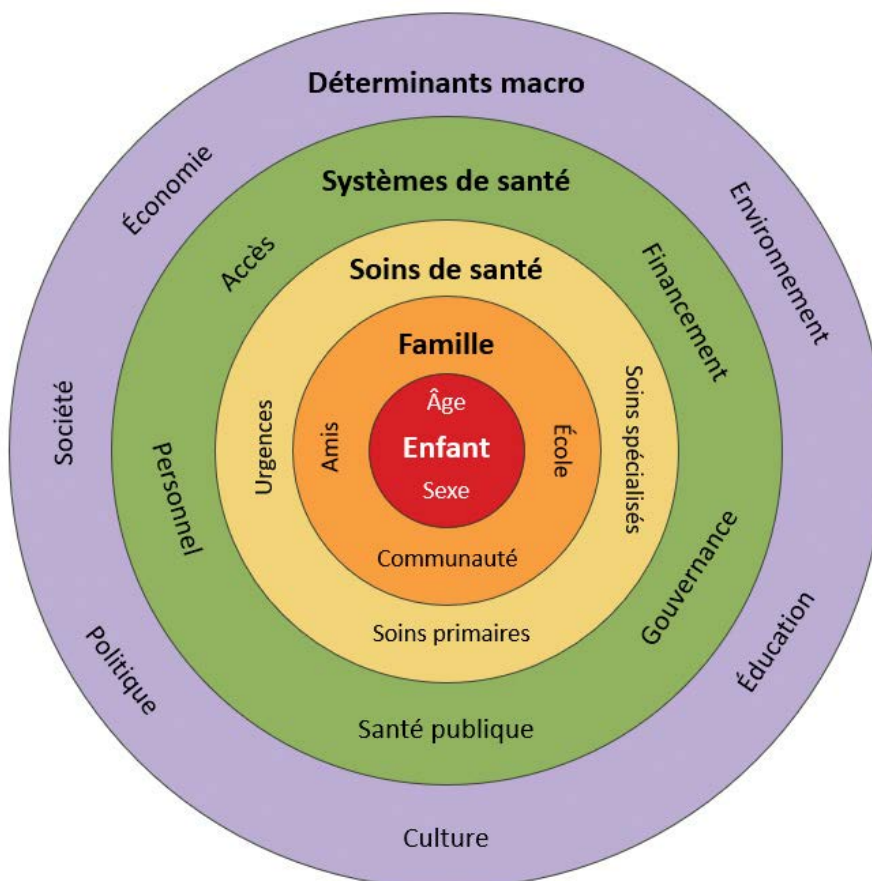 Déterminants macro
Économie
Environnement
Société
Politique
Éducation
Culture
Systèmes de santé
Accès
Financement
Personnel
Gouvernance
Santé publique
Soins de santé
Urgences
Soins spécialisés
Soins primaires
Famille
Amis
École
Communauté
Âge
Enfant
Sexe